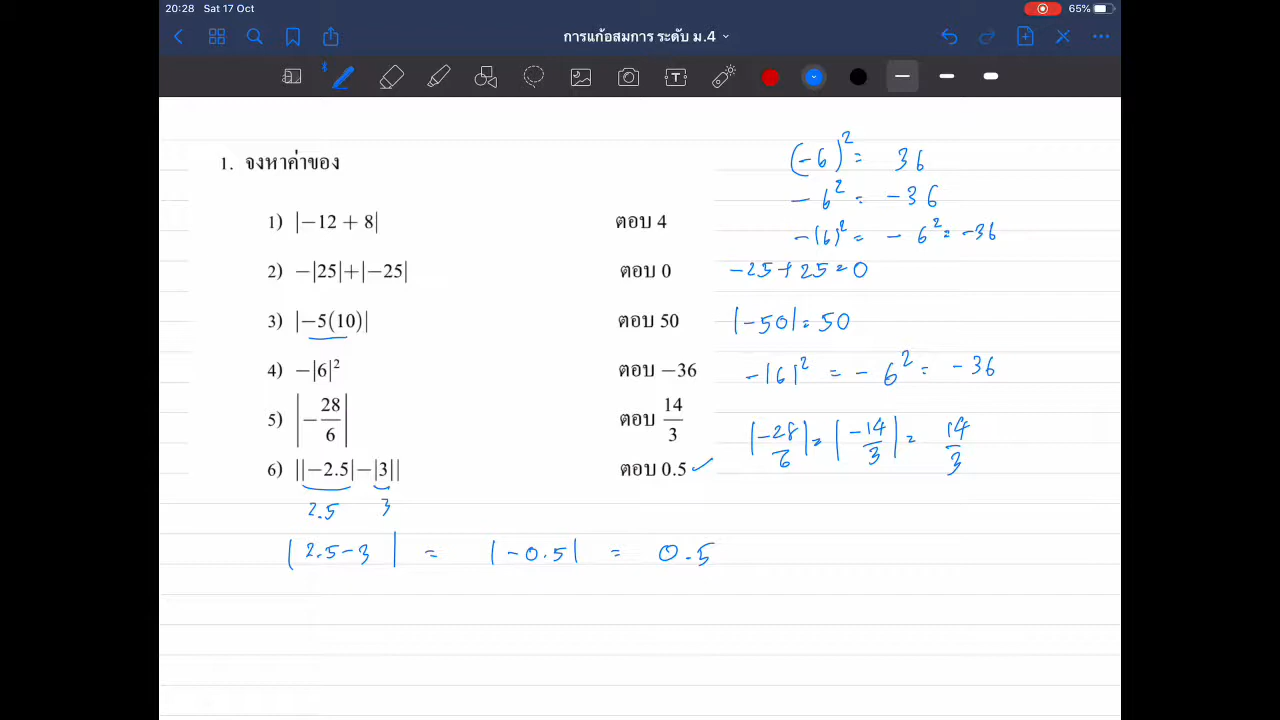 20:28 Sat 17 Oct 65%
การแก้อสมการ ระดับ ม.4
1. จงหาค่าของ
(-6)² = 36
-6² = -36
1) |−12 + 8| ตอบ 4
-(6)² = - 6² = -36
2) −|25|+|−25| ตอบ 0 -25+25=0
3) |−5(10)| ตอบ 50 |-50| = 50
4) −|6|² ตอบ −36 -|6|² = - 6² = -36
5) |−28/6| ตอบ 14/3 |-28/6| = |-14/3| = 14/3
6) ||−2.5|−|3|| ตอบ 0.5 ✓
2.5 3
|2.5-3| = |-0.5| = 0.5